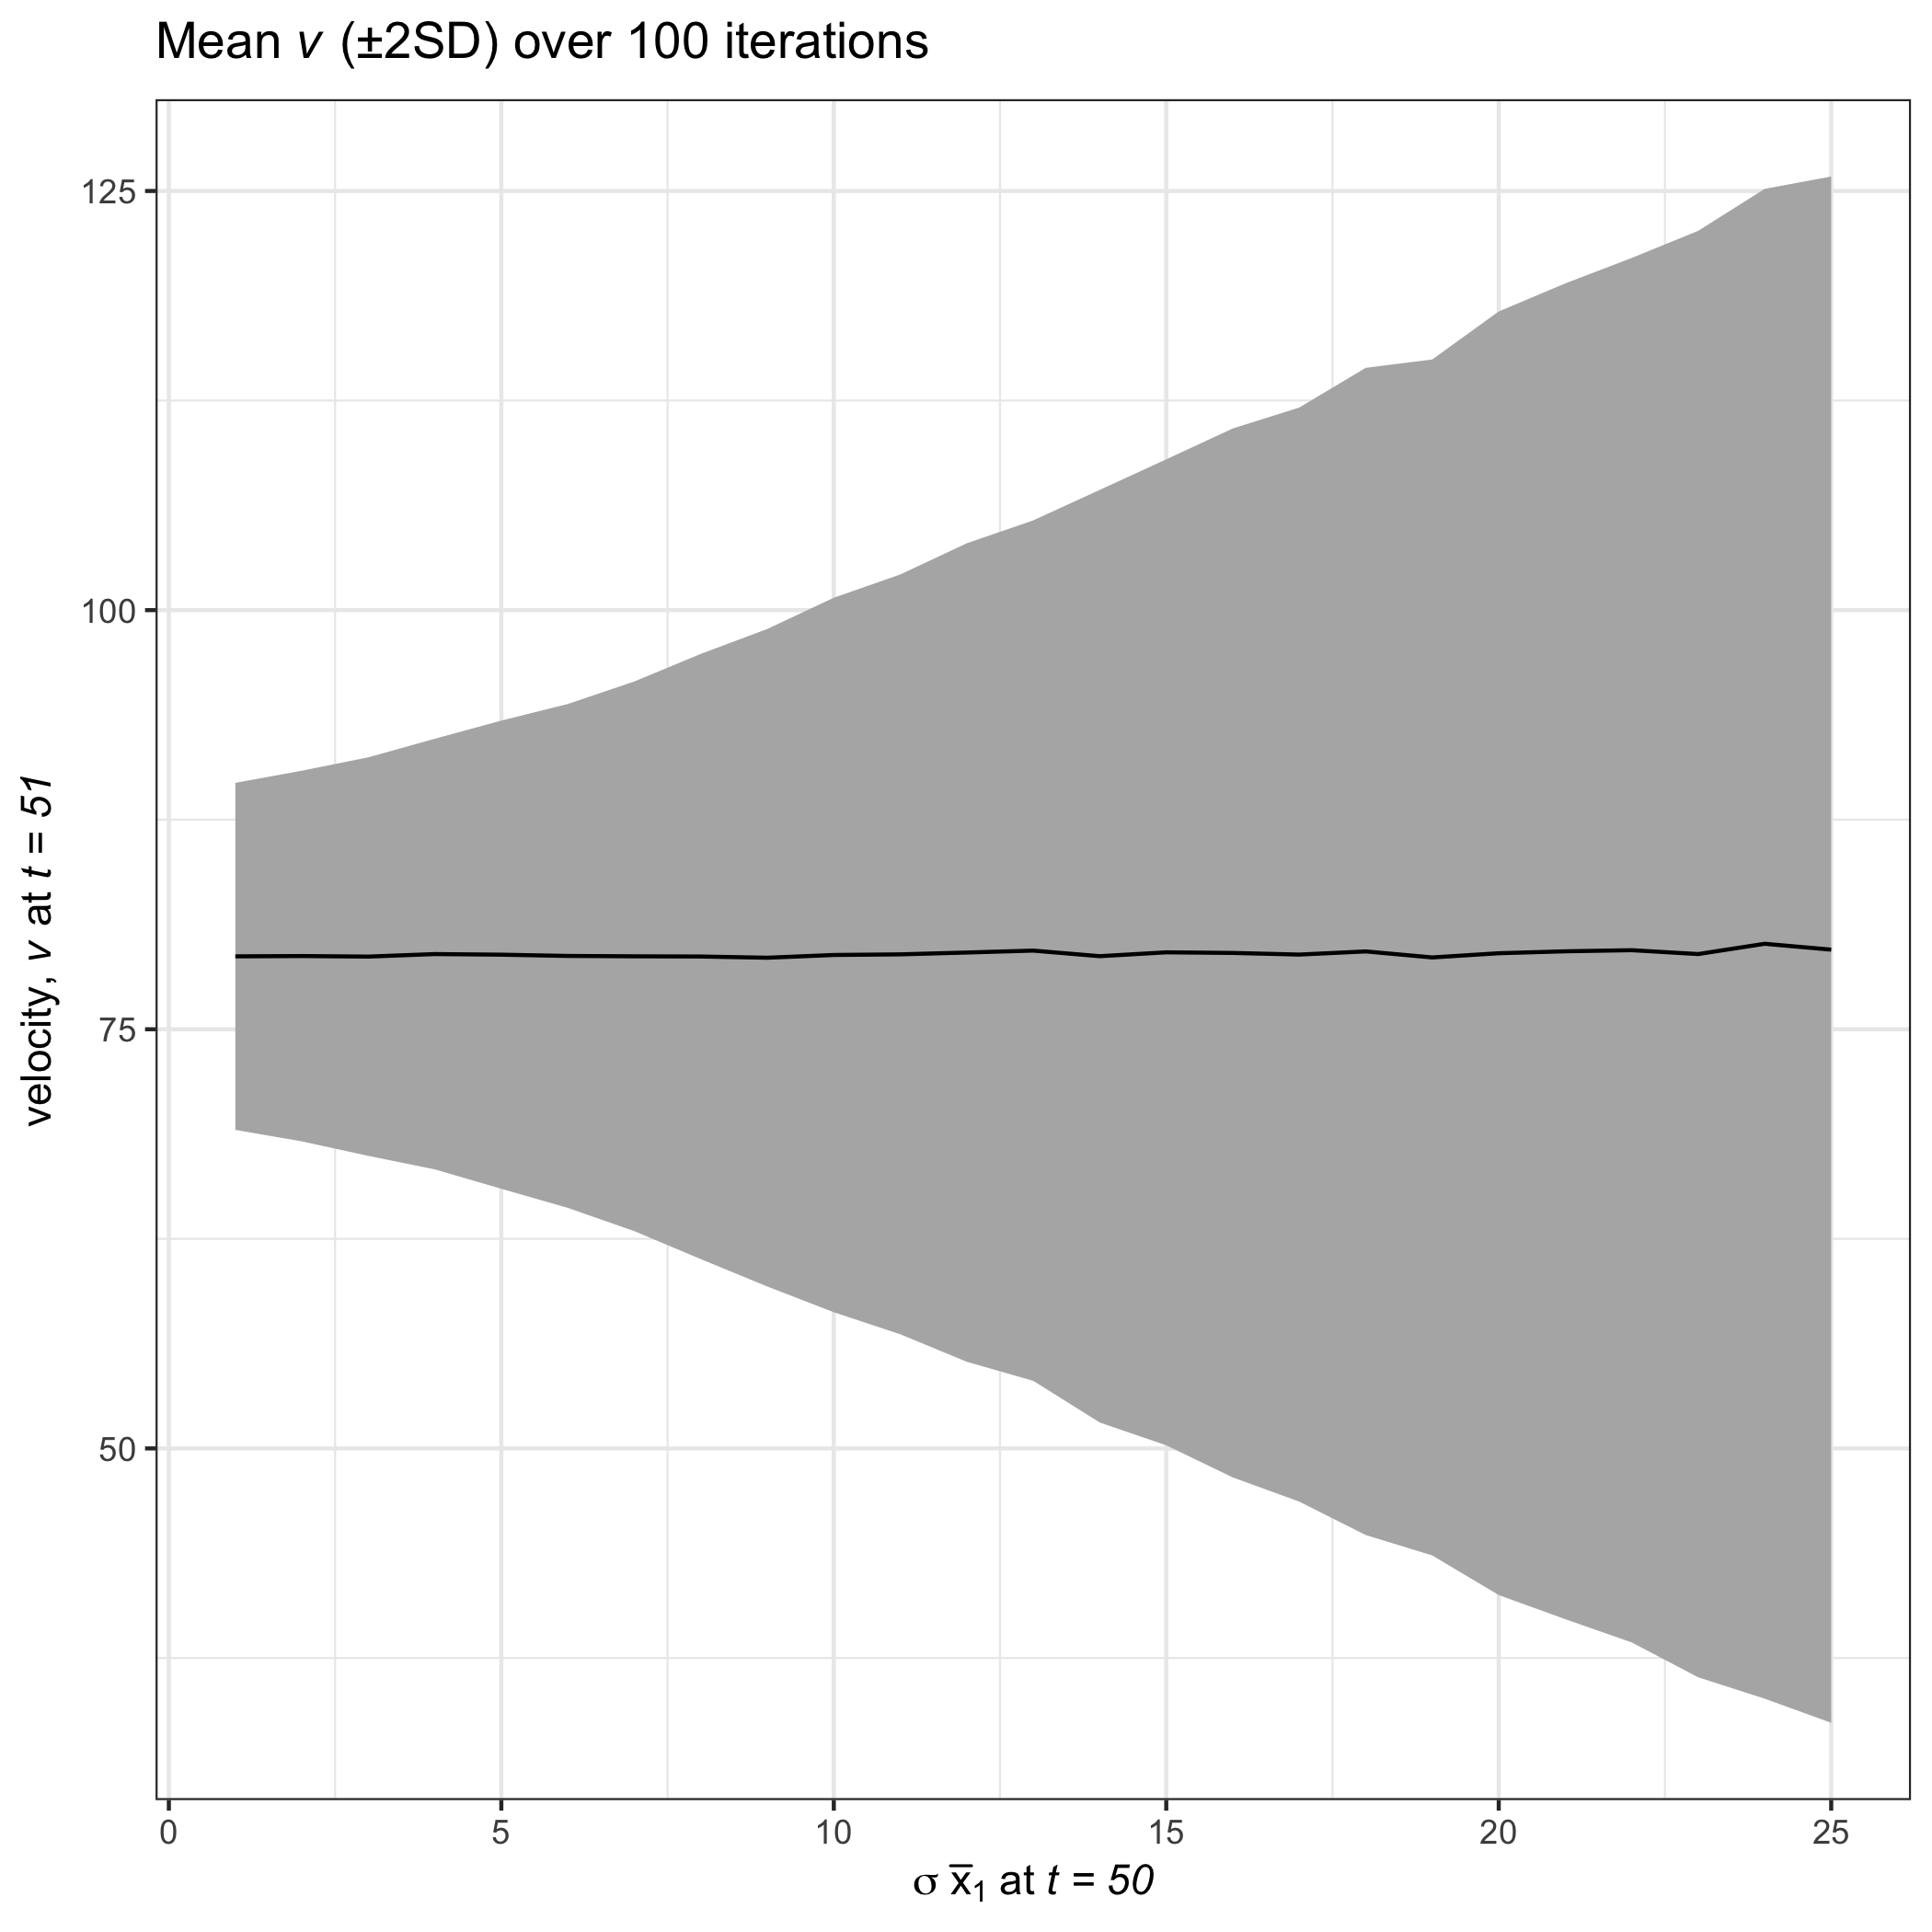 Mean v (±2SD) over 100 iterations
125
100
75
50
velocity, v at t = 51
0 5 10 15 20 25
σ x̅₁ at t = 50